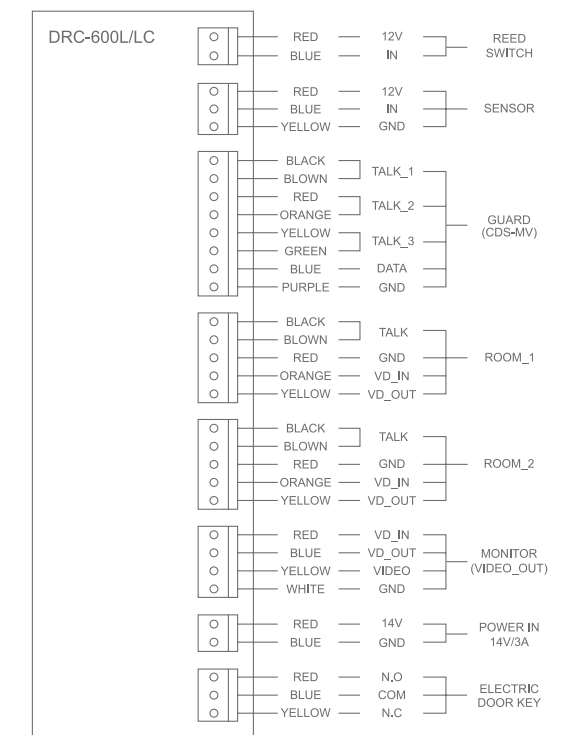 DRC-600L/LC
RED 12V
BLUE IN
REED
SWITCH
RED 12V
BLUE IN
YELLOW GND
SENSOR
BLACK
BLOWN
TALK_1
RED
ORANGE
TALK_2
YELLOW
GREEN
TALK_3
BLUE DATA
PURPLE GND
GUARD
(CDS-MV)
BLACK
BLOWN
TALK
RED GND
ORANGE VD_IN
YELLOW VD_OUT
ROOM_1
BLACK
BLOWN
TALK
RED GND
ORANGE VD_IN
YELLOW VD_OUT
ROOM_2
RED VD_IN
BLUE VD_OUT
YELLOW VIDEO
WHITE GND
MONITOR
(VIDEO_OUT)
RED 14V
BLUE GND
POWER IN
14V/3A
RED N.O
BLUE COM
YELLOW N.C
ELECTRIC
DOOR KEY